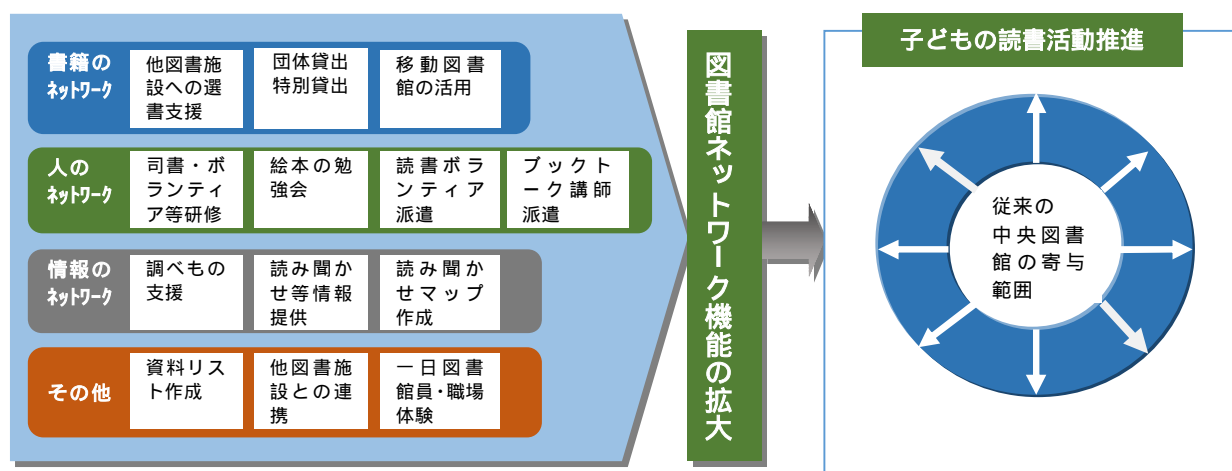 書籍の
ネットワーク
他図書施
設への選
書支援
団体貸出
特別貸出
移動図書
館の活用
人の
ネットワーク
司書・ボ
ランティ
ア等研修
絵本の勉
強会
読書ボラ
ンティア
派遣
ブックト
ーク講師
派遣
情報の
ネットワーク
調べもの
支援
読み聞か
せ等情報
提供
読み聞か
せマップ
作成
その他
資料リス
ト作成
他図書施
設との連
携
一日図書
館員・職場
体験
図書館ネットワーク機能の拡大
子どもの読書活動推進
従来の
中央図書
館の寄与
範囲